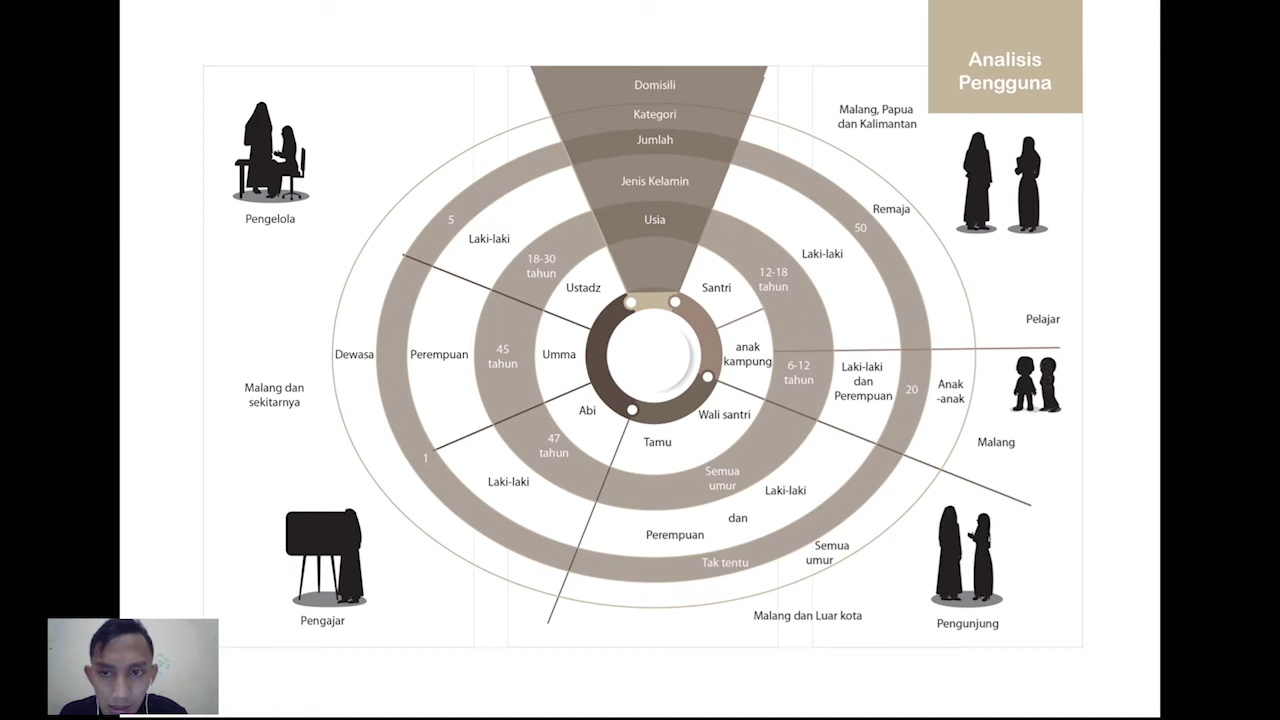 Analisis
Pengguna
Domisili
Kategori
Jumlah
Jenis Kelamin
Usia
Malang, Papua
dan Kalimantan
Pengelola
Remaja
5
50
Laki-laki
Laki-laki
18-30
tahun
12-18
tahun
Ustadz
Santri
Pelajar
Dewasa
Perempuan
45
tahun
Umma
anak
kampung
6-12
tahun
Laki-laki
dan
Perempuan
20
Anak
-anak
Malang dan
sekitarnya
Abi
Wali santri
Tamu
Malang
47
tahun
1
Semua
umur
Laki-laki
Laki-laki
dan
Perempuan
Tak tentu
Semua
umur
Malang dan Luar kota
Pengajar
Pengunjung